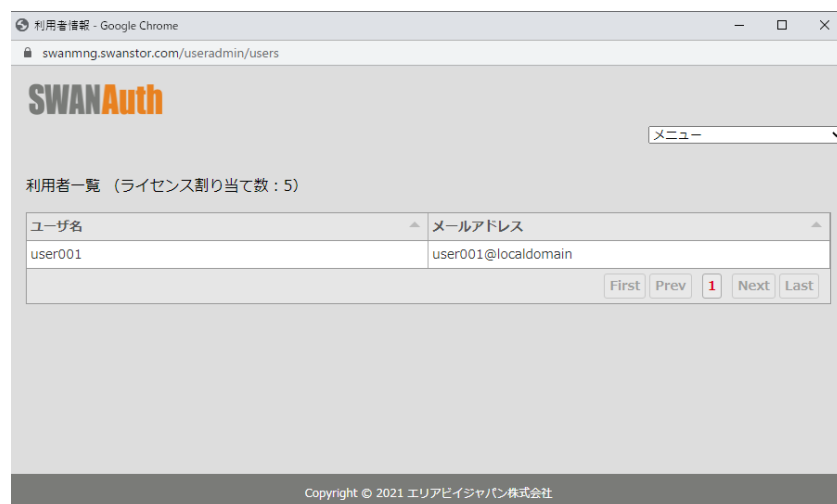 利用者情報 - Google Chrome
swanmng.swanstor.com/useradmin/users
SWANAuth
メニュー
利用者一覧 （ライセンス割り当て数：5）
ユーザ名 メールアドレス
user001 user001@localdomain
First Prev 1 Next Last
Copyright © 2021 エリアビイジャパン株式会社